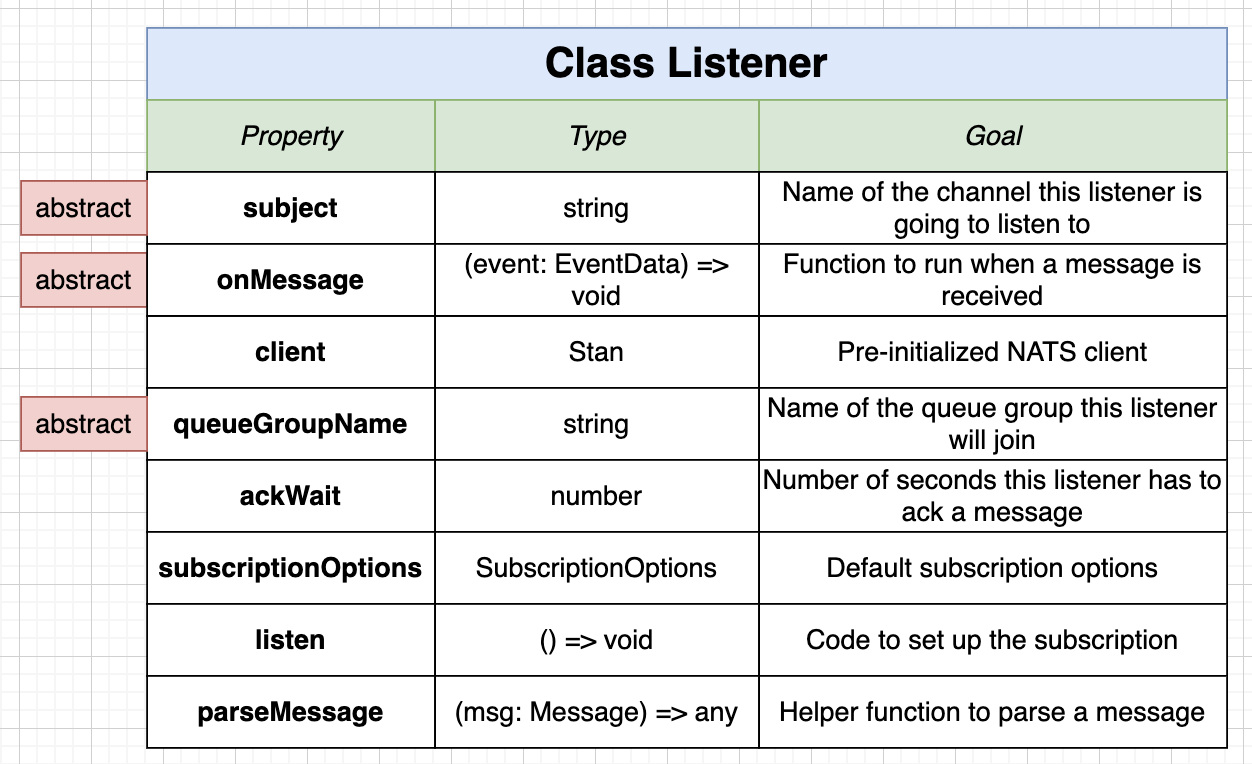 Class Listener
Property Type Goal
abstract subject string Name of the channel this listener is
going to listen to
abstract onMessage (event: EventData) =>
void Function to run when a message is
received
client Stan Pre-initialized NATS client
abstract queueGroupName string Name of the queue group this listener
will join
ackWait number Number of seconds this listener has to
ack a message
subscriptionOptions SubscriptionOptions Default subscription options
listen () => void Code to set up the subscription
parseMessage (msg: Message) => any Helper function to parse a message